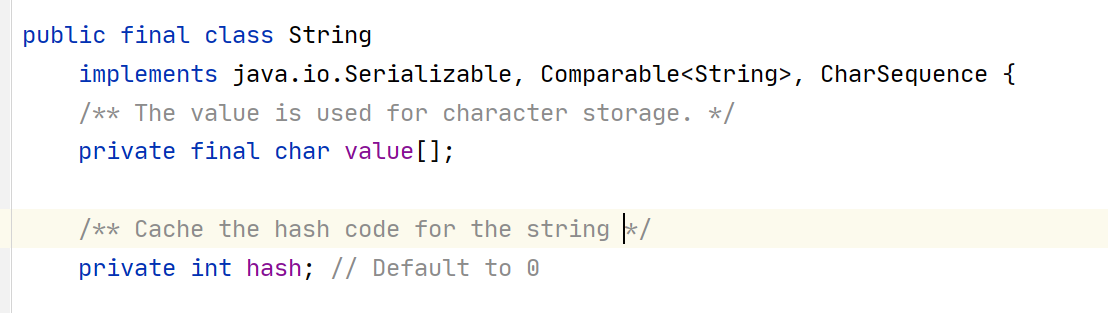 public final class String
implements java.io.Serializable, Comparable<String>, CharSequence {
/** The value is used for character storage. */
private final char value[];
/** Cache the hash code for the string */
private int hash; // Default to 0